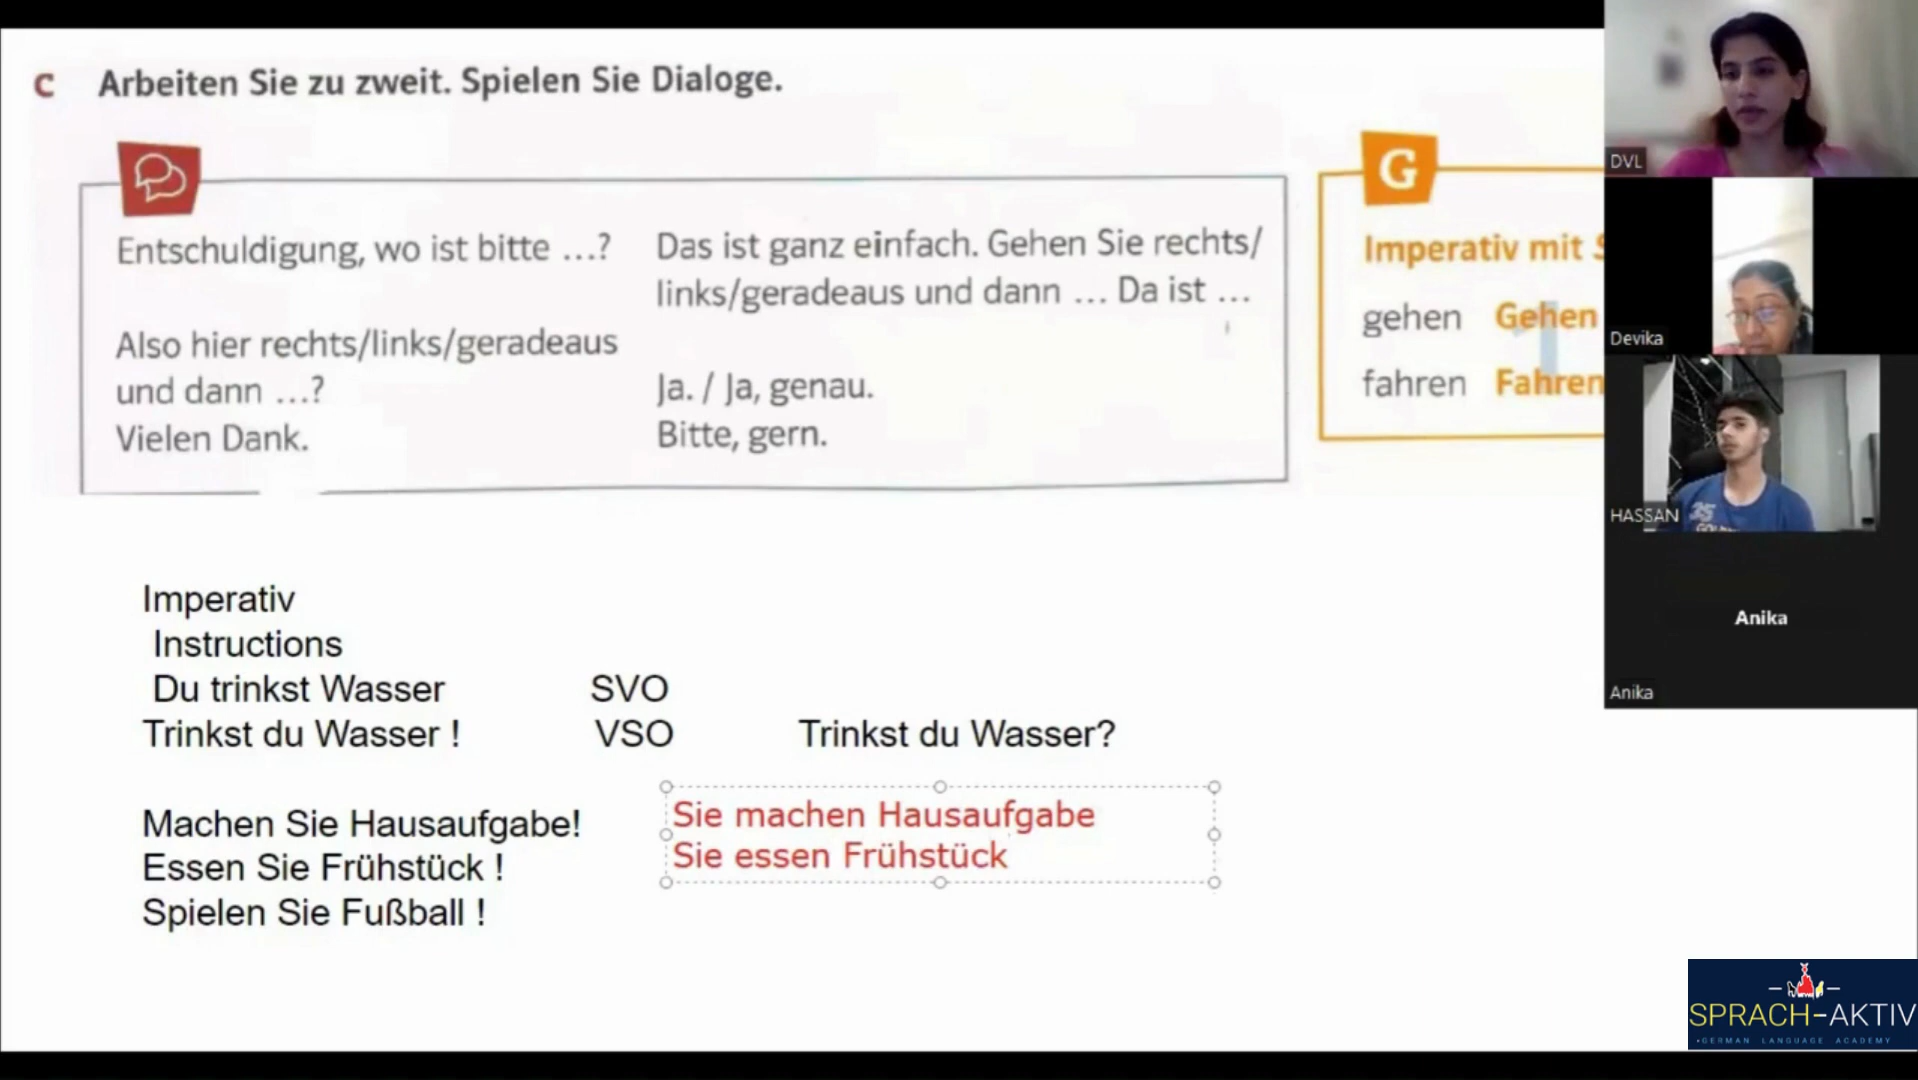 C Arbeiten Sie zu zweit. Spielen Sie Dialoge.
Entschuldigung, wo ist bitte ...?
Also hier rechts/links/geradeaus
und dann ...?
Vielen Dank.
Das ist ganz einfach. Gehen Sie rechts/
links/geradeaus und dann ... Da ist ...
Ja. / Ja, genau.
Bitte, gern.
G
Imperativ mit
gehen Gehen
fahren Fahren
Imperativ
Instructions
Du trinkst Wasser SVO
Trinkst du Wasser ! VSO Trinkst du Wasser?
Machen Sie Hausaufgabe!
Essen Sie Frühstück !
Spielen Sie Fußball !
Sie machen Hausaufgabe
Sie essen Frühstück
DVL
Devika
HASSAN
35
Anika
Anika
SPRACH-AKTIV
GERMAN LANGUAGE ACADEMY